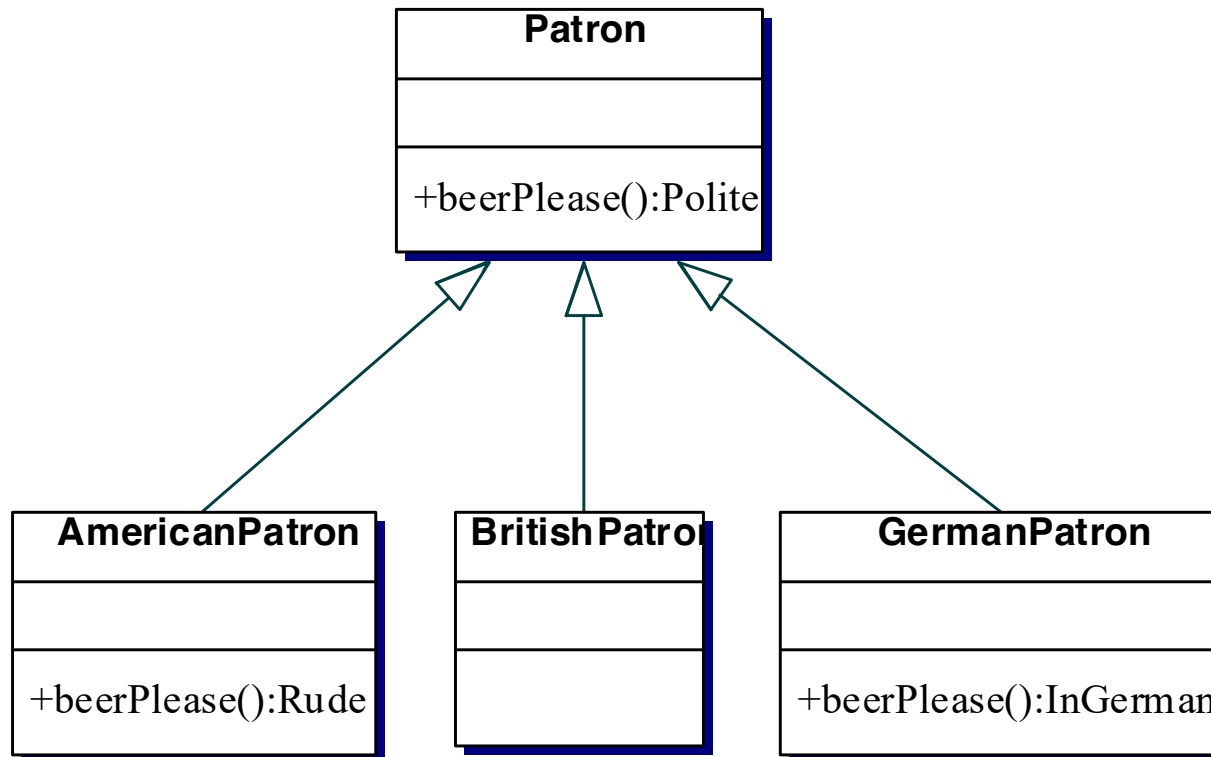 Patron
+beerPlease():Polite
AmericanPatron
BritishPatron
GermanPatron
+beerPlease():Rude
+beerPlease():InGerman